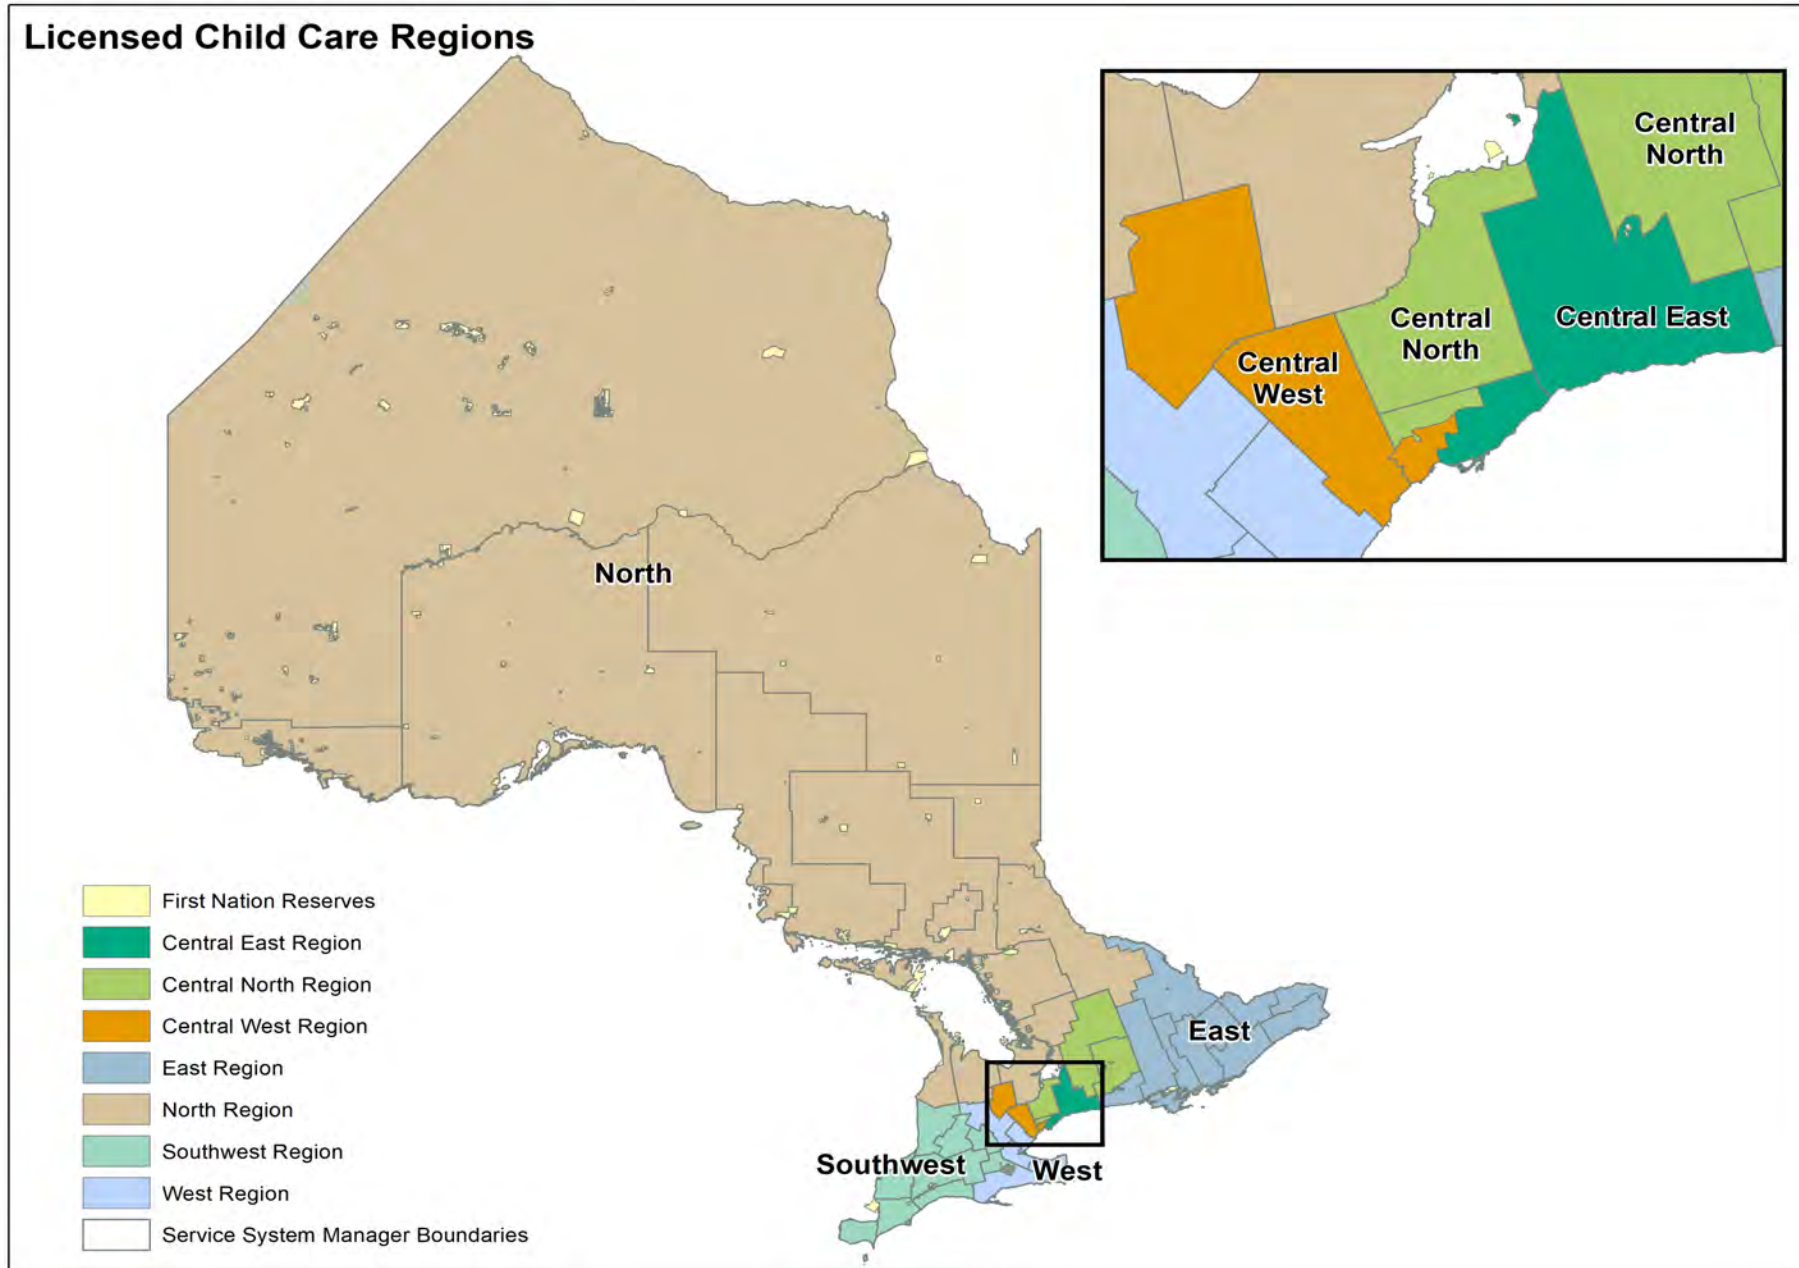 Licensed Child Care Regions
Central
North
Central
North
Central East
Central
West
North
East
Southwest
West
First Nation Reserves
Central East Region
Central North Region
Central West Region
East Region
North Region
Southwest Region
West Region
Service System Manager Boundaries